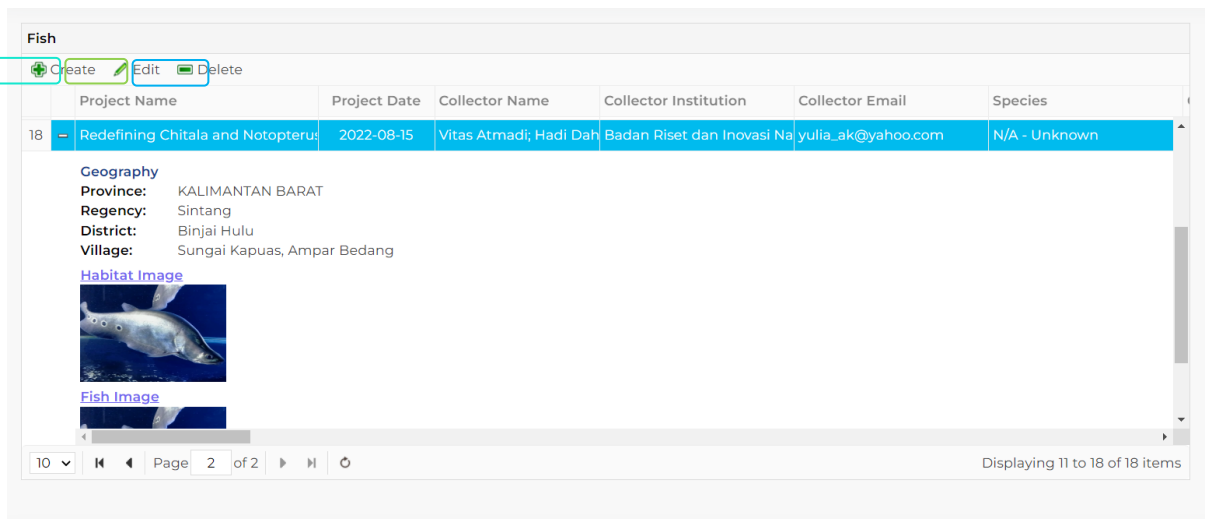 Fish
Create Edit Delete
Project Name Project Date Collector Name Collector Institution Collector Email Species
18 Redefining Chitala and Notopterus 2022-08-15 Vitas Atmadi; Hadi Dah Badan Riset dan Inovasi Na yulia_ak@yahoo.com N/A - Unknown
Geography
Province: KALIMANTAN BARAT
Regency: Sintang
District: Binjai Hulu
Village: Sungai Kapuas, Ampar Bedang
Habitat Image
Fish Image
10 Page 2 of 2 Displaying 11 to 18 of 18 items